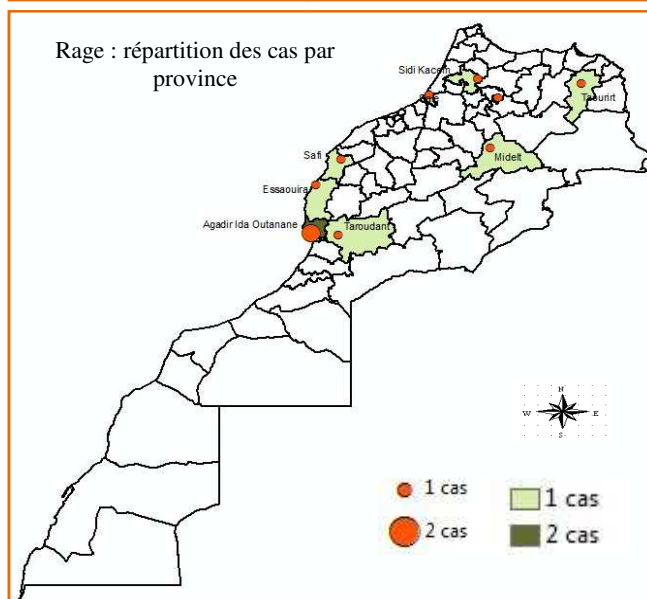 Rage : répartition des cas par
province
Sidi Kacem
Taourirt
Safi
Midelt
Essaouira
Agadir Ida Outanane
Taroudant
N
W
E
S
1 cas
2 cas
1 cas
2 cas